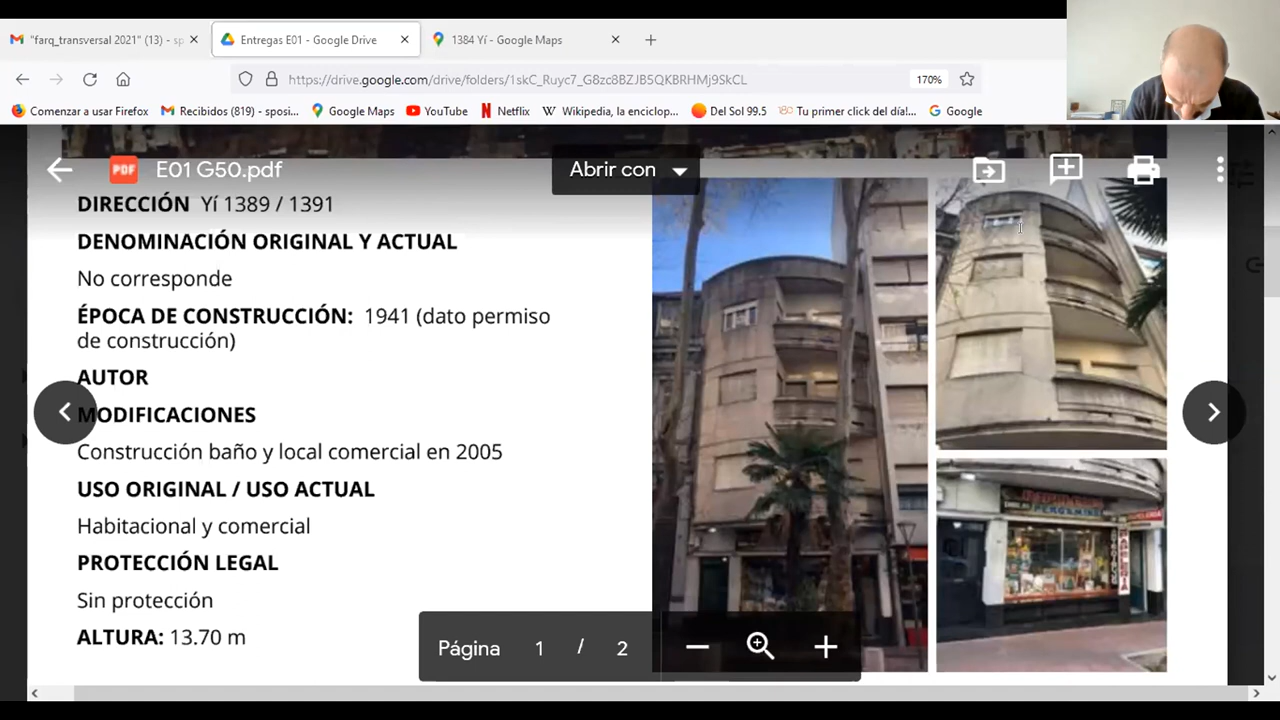 "farq_transversal 2021" (13) - sp
Entregas E01 - Google Drive
1384 Yí - Google Maps
https://drive.google.com/drive/folders/1skC_Ruyc7_G8zc8BZJB5QKBRHMj9SkCL
170%
Comenzar a usar Firefox
Recibidos (819) - sposi...
Google Maps
YouTube
Netflix
Wikipedia, la enciclop...
Del Sol 99.5
Tu primer click del día!...
Google
PDF
E01 G50.pdf
Abrir con
DIRECCIÓN Yí 1389 / 1391
DENOMINACIÓN ORIGINAL Y ACTUAL
No corresponde
ÉPOCA DE CONSTRUCCIÓN: 1941 (dato permiso
de construcción)
AUTOR
MODIFICACIONES
Construcción baño y local comercial en 2005
USO ORIGINAL / USO ACTUAL
Habitacional y comercial
PROTECCIÓN LEGAL
Sin protección
ALTURA: 13.70 m
PERGAMINO
PAPELERIA
Página 1 / 2